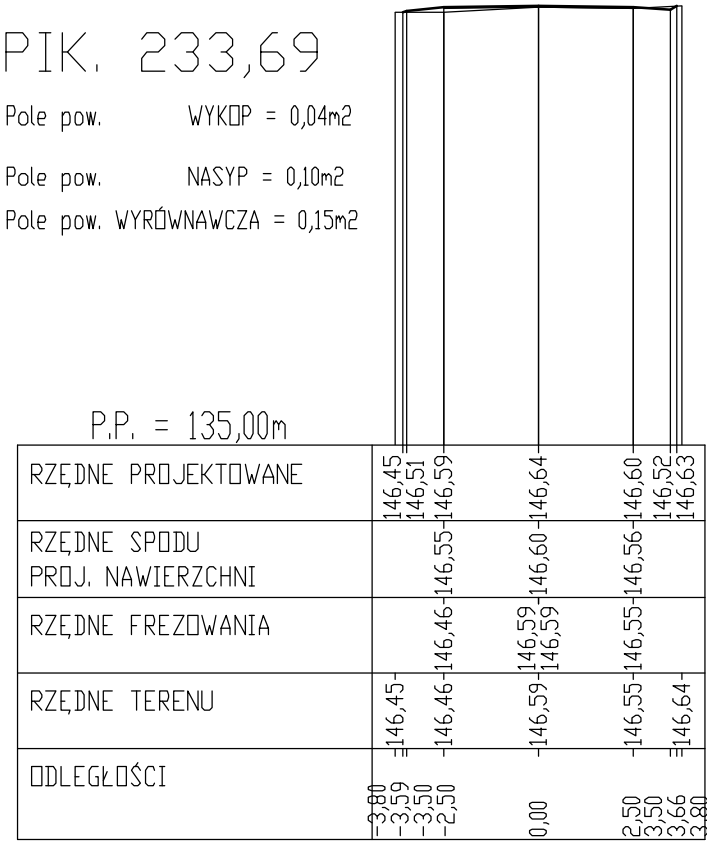 PIK. 233,69
Pole pow. WYKOP = 0,04m2
Pole pow. NASYP = 0,10m2
Pole pow. WYRÓWNAWCZA = 0,15m2
P.P. = 135,00m
RZĘDNE PROJEKTOWANE 146,45 146,51 146,59 146,64 146,60 146,52 146,63
RZĘDNE SPODU
PROJ. NAWIERZCHNI 146,55 146,60 146,56
RZĘDNE FREZOWANIA 146,46 146,59 146,59 146,55
RZĘDNE TERENU 146,45 146,46 146,59 146,55 146,64
ODLEGŁOŚCI -3,80 -3,59 -3,50 -2,50 0,00 2,50 3,50 3,66 3,80